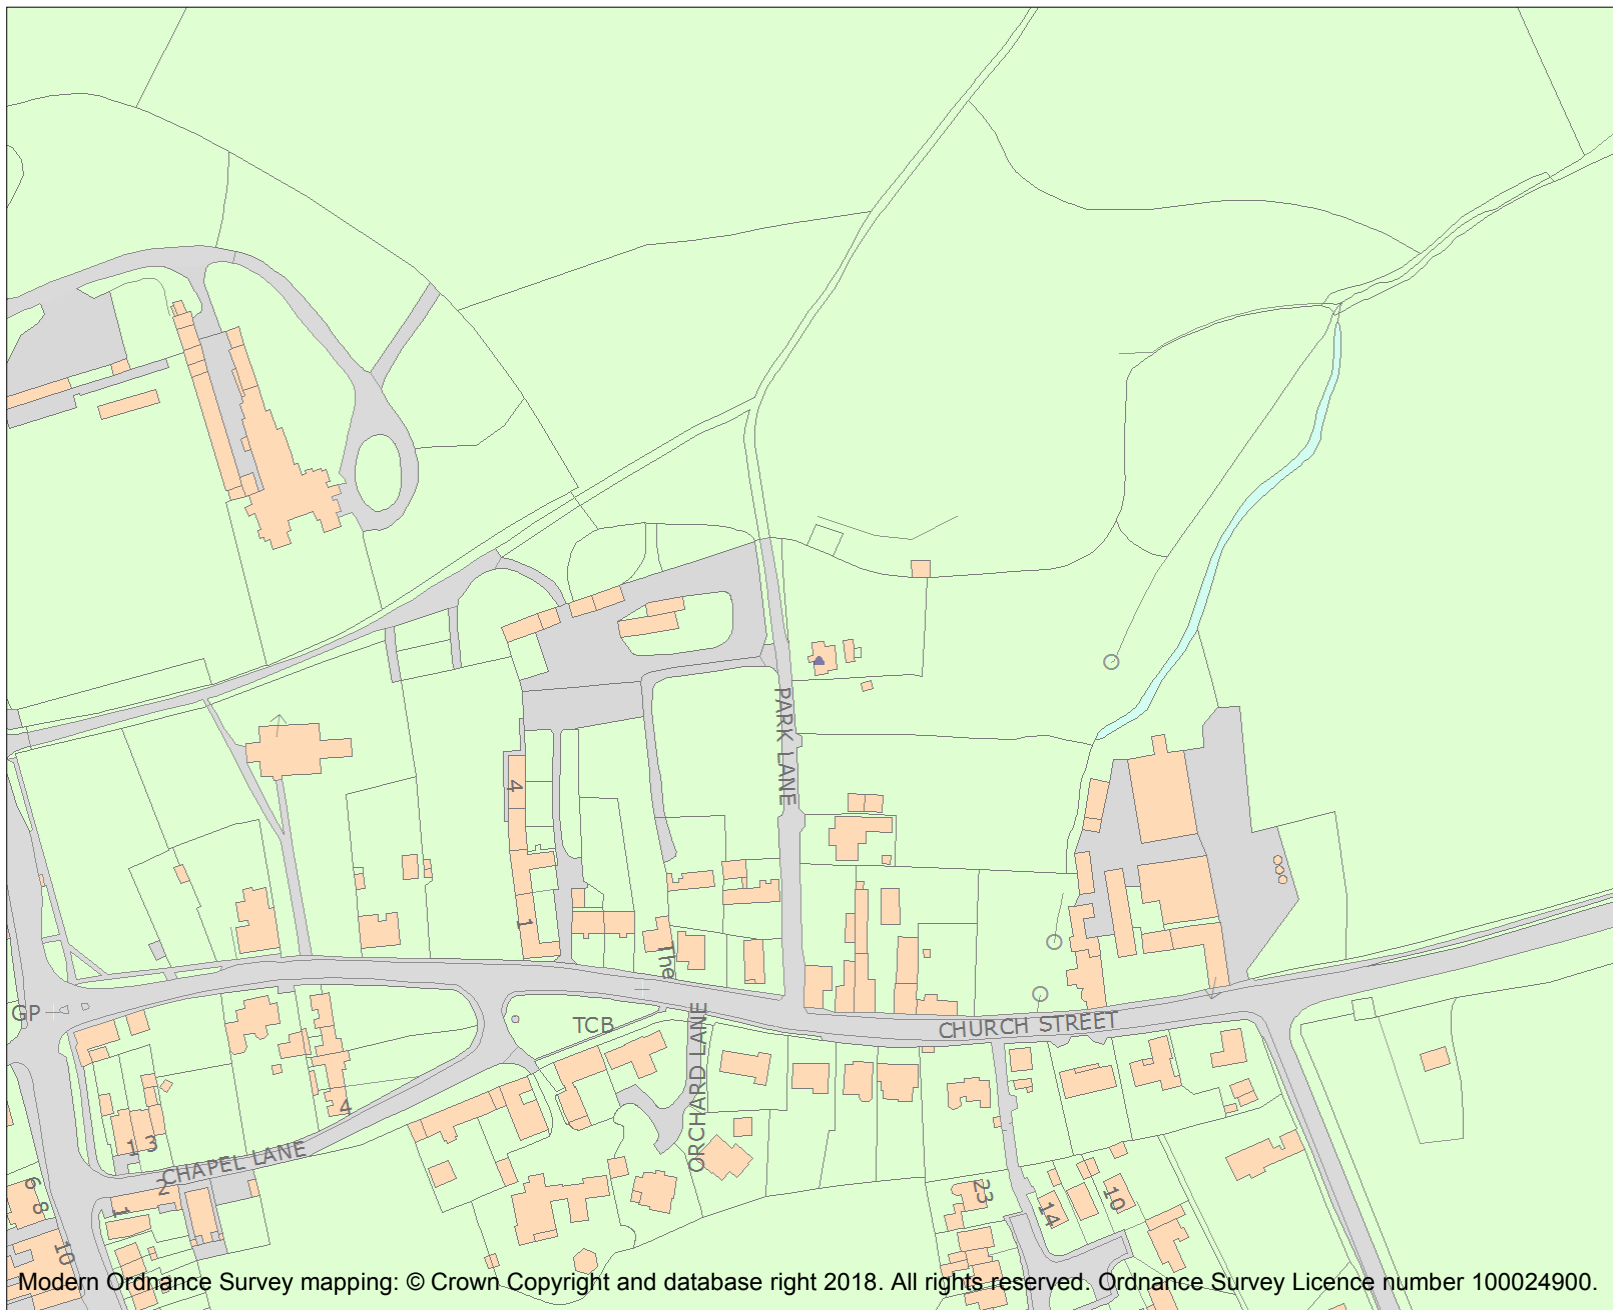 4
PARK LANE
1
The
GP
TCB
CHURCH STREET
ORCHARD LANE
4
1 3
CHAPEL LANE
2
6
8
1
23
14
10
10
Modern Ordnance Survey mapping: © Crown Copyright and database right 2018. All rights reserved. Ordnance Survey Licence number 100024900.